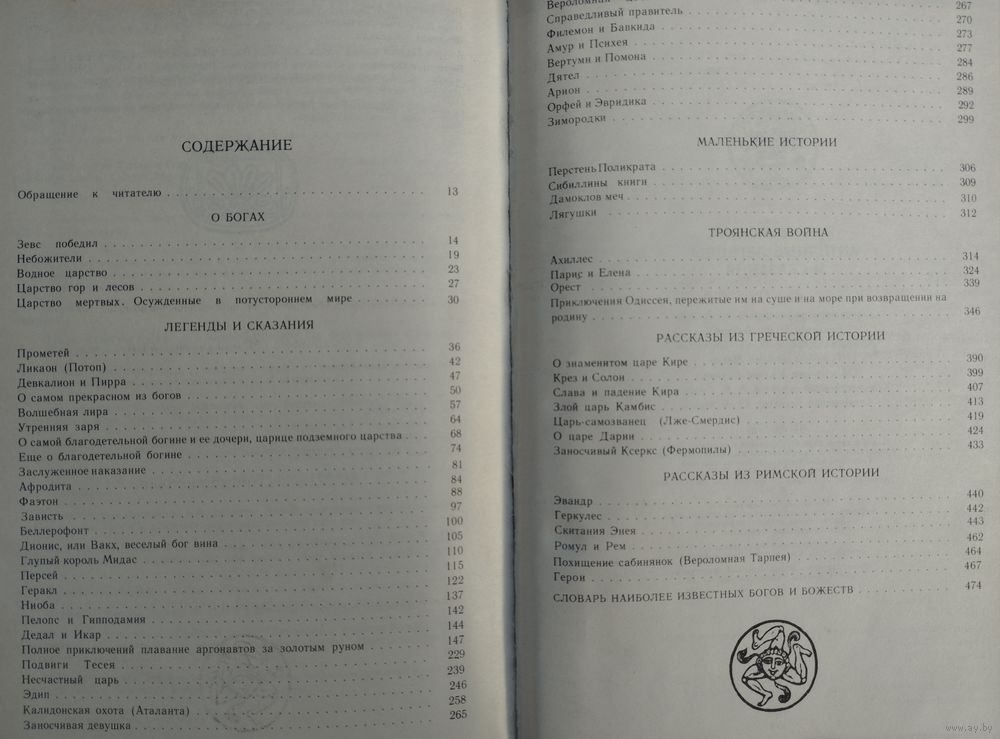 СОДЕРЖАНИЕ
Обращение к читателю . . . 13
О БОГАХ
Зевс победил . . . 14
Небожители . . . 19
Водное царство . . . 23
Царство гор и лесов . . . 27
Царство мертвых. Осужденные в потустороннем мире . . . 30
ЛЕГЕНДЫ И СКАЗАНИЯ
Прометей . . . 36
Ликаон (Потоп) . . . 42
Девкалион и Пирра . . . 47
О самом прекрасном из богов . . . 50
Волшебная лира . . . 57
Утренняя заря . . . 64
О самой благодетельной богине и ее дочери, царице подземного царства . . . 68
Еще о благодетельной богине . . . 74
Заслуженное наказание . . . 81
Афродита . . . 84
Фаэтон . . . 88
Зависть . . . 97
Беллерофонт . . . 100
Дионис, или Вакх, веселый бог вина . . . 105
Глупый король Мидас . . . 110
Персей . . . 115
Геракл . . . 122
Ниоба . . . 137
Пелопс и Гипподамия . . . 142
Дедал и Икар . . . 144
Полное приключений плавание аргонавтов за золотым руном . . . 147
Подвиги Тесея . . . 229
Несчастный царь . . . 239
Эдип . . . 246
Калидонская охота (Аталанта) . . . 258
Заносчивая девушка . . . 265
Вероломная . . . 267
Справедливый правитель . . . 270
Филемон и Бавкида . . . 273
Амур и Психея . . . 277
Вертумн и Помона . . . 284
Дятел . . . 286
Арион . . . 289
Орфей и Эвридика . . . 292
Зимородки . . . 299
МАЛЕНЬКИЕ ИСТОРИИ
Перстень Поликрата . . . 306
Сибиллины книги . . . 309
Дамоклов меч . . . 310
Лягушки . . . 312
ТРОЯНСКАЯ ВОЙНА
Ахиллес . . . 314
Парис и Елена . . . 324
Орест . . . 339
Приключения Одиссея, пережитые им на суше и на море при возвращении на
родину . . . 346
РАССКАЗЫ ИЗ ГРЕЧЕСКОЙ ИСТОРИИ
О знаменитом царе Кире . . . 390
Крез и Солон . . . 399
Слава и падение Кира . . . 407
Злой царь Камбис . . . 413
Царь-самозванец (Лже-Смердис) . . . 419
О царе Дарии . . . 424
Заносчивый Ксеркс (Фермопилы) . . . 433
РАССКАЗЫ ИЗ РИМСКОЙ ИСТОРИИ
Эвандр . . . 440
Геркулес . . . 442
Скитания Энея . . . 443
Ромул и Рем . . . 462
Похищение сабинянок (Вероломная Тарпея) . . . 464
Герои . . . 467
СЛОВАРЬ НАИБОЛЕЕ ИЗВЕСТНЫХ БОГОВ И БОЖЕСТВ . . . 474
www.ay.by